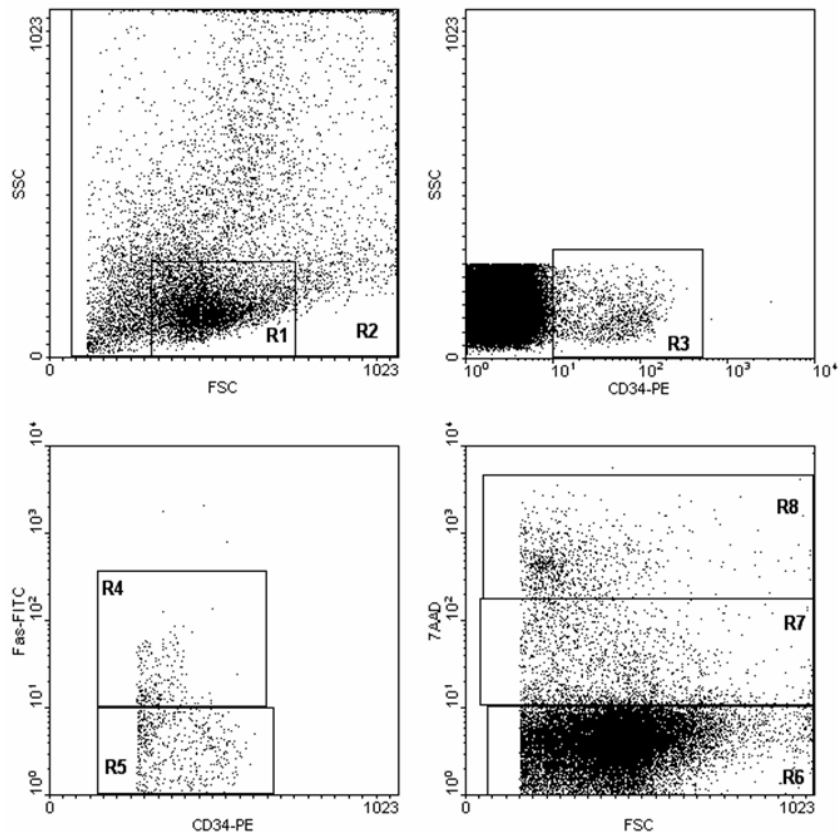 1023
SSC
R1
R2
0
0
1023
FSC
1023
SSC
R3
0
10⁰
10¹
10²
10³
10⁴
CD34-PE
10⁴
10³
Fas-FITC
R4
10²
10¹
R5
10⁰
0
1023
CD34-PE
10⁴
10³
R8
7AAD
10²
R7
10¹
R6
10⁰
0
1023
FSC